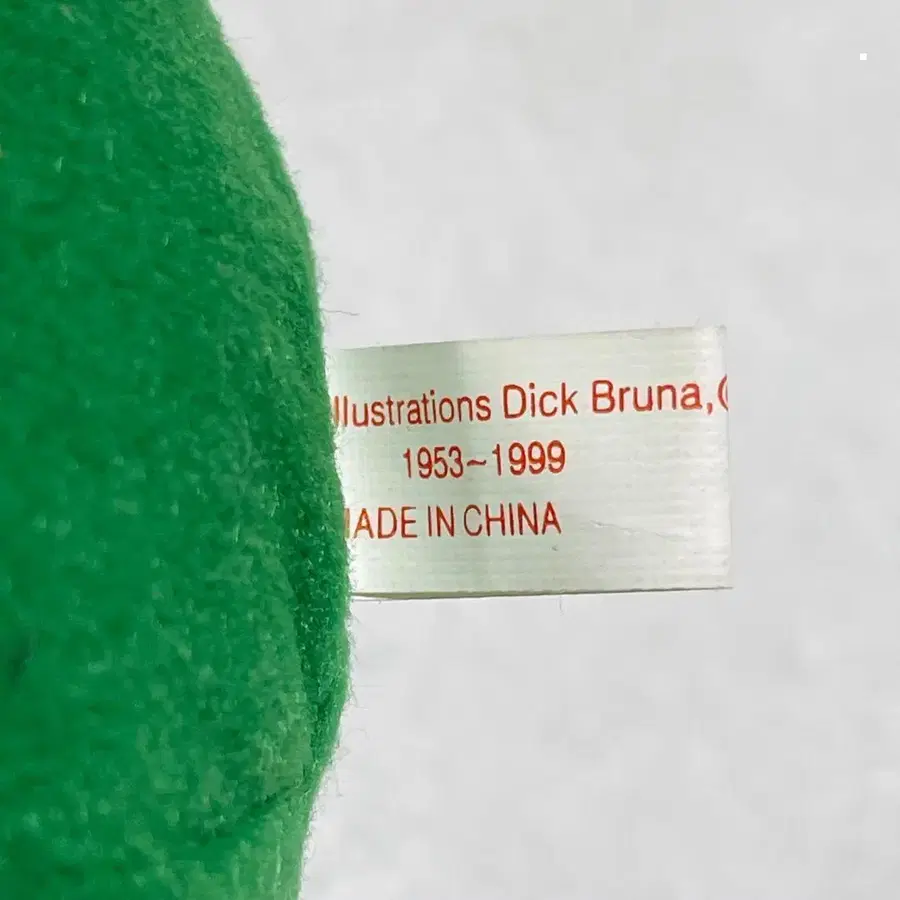 Illustrations Dick Bruna,©
1953~1999
MADE IN CHINA